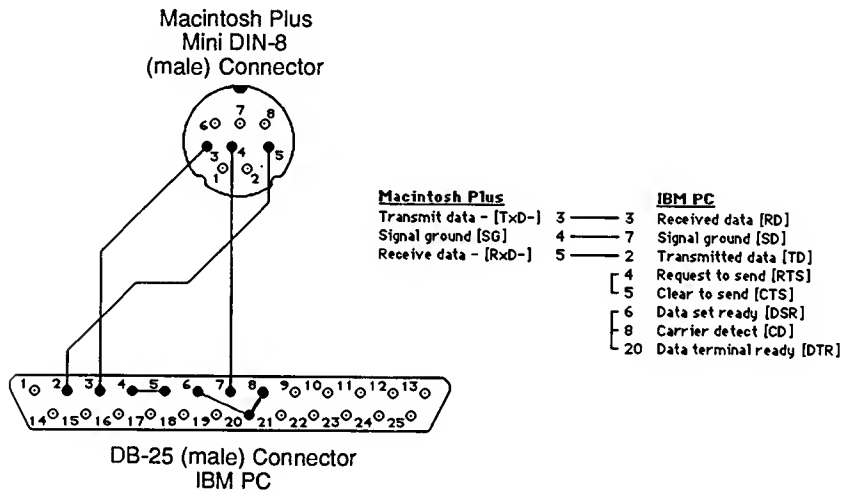 Macintosh Plus
Mini DIN-8
(male) Connector
6 7 8
3 4 5
1 2
Macintosh Plus IBM PC
Transmit data - [TxD-] 3 3 Received data [RD]
Signal ground [SG] 4 7 Signal ground [SD]
Receive data - [RxD-] 5 2 Transmitted data [TD]
4 Request to send [RTS]
5 Clear to send [CTS]
6 Data set ready [DSR]
8 Carrier detect [CD]
20 Data terminal ready [DTR]
1 2 3 4 5 6 7 8 9 10 11 12 13
14 15 16 17 18 19 20 21 22 23 24 25
DB-25 (male) Connector
IBM PC